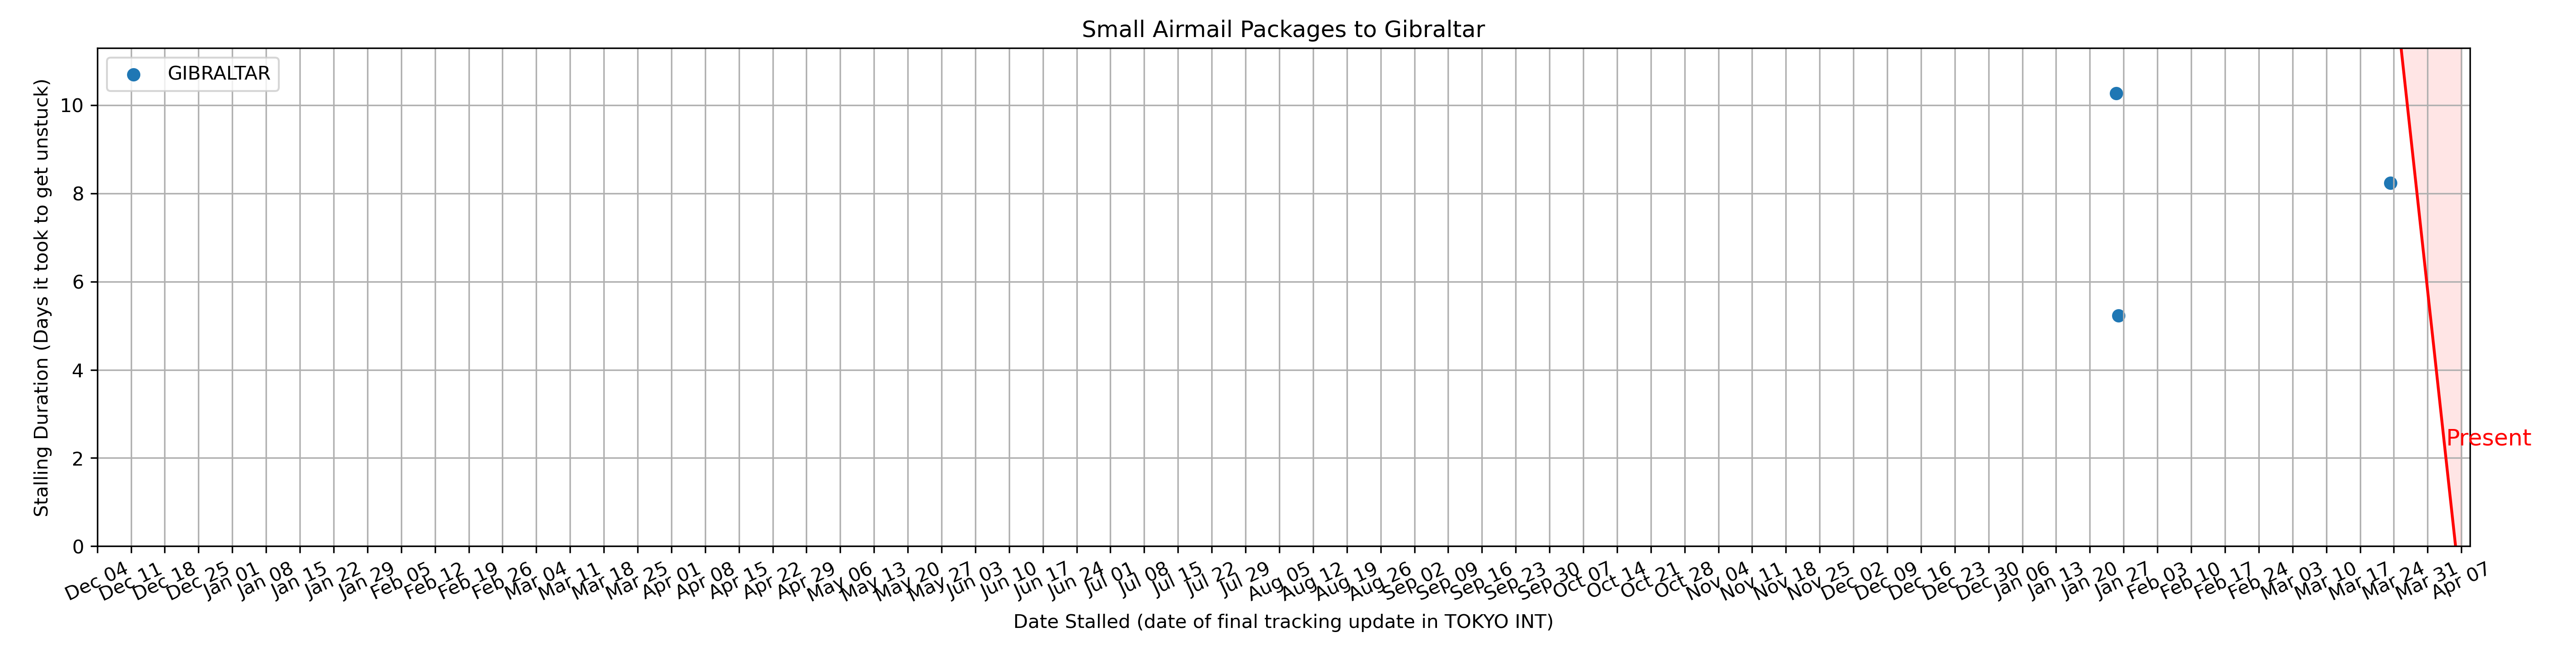 Small Airmail Packages to Gibraltar
GIBRALTAR
Stalling Duration (Days it took to get unstuck)
10
8
6
4
2
0
Present
Dec 04
Dec 11
Dec 18
Dec 25
Jan 01
Jan 08
Jan 15
Jan 22
Jan 29
Feb 05
Feb 12
Feb 19
Feb 26
Mar 04
Mar 11
Mar 18
Mar 25
Apr 01
Apr 08
Apr 15
Apr 22
Apr 29
May 06
May 13
May 20
May 27
Jun 03
Jun 10
Jun 17
Jun 24
Jul 01
Jul 08
Jul 15
Jul 22
Jul 29
Aug 05
Aug 12
Aug 19
Aug 26
Sep 02
Sep 09
Sep 16
Sep 23
Sep 30
Oct 07
Oct 14
Oct 21
Oct 28
Nov 04
Nov 11
Nov 18
Nov 25
Dec 02
Dec 09
Dec 16
Dec 23
Dec 30
Jan 06
Jan 13
Jan 20
Jan 27
Feb 03
Feb 10
Feb 17
Feb 24
Mar 03
Mar 10
Mar 17
Mar 24
Mar 31
Apr 07
Date Stalled (date of final tracking update in TOKYO INT)